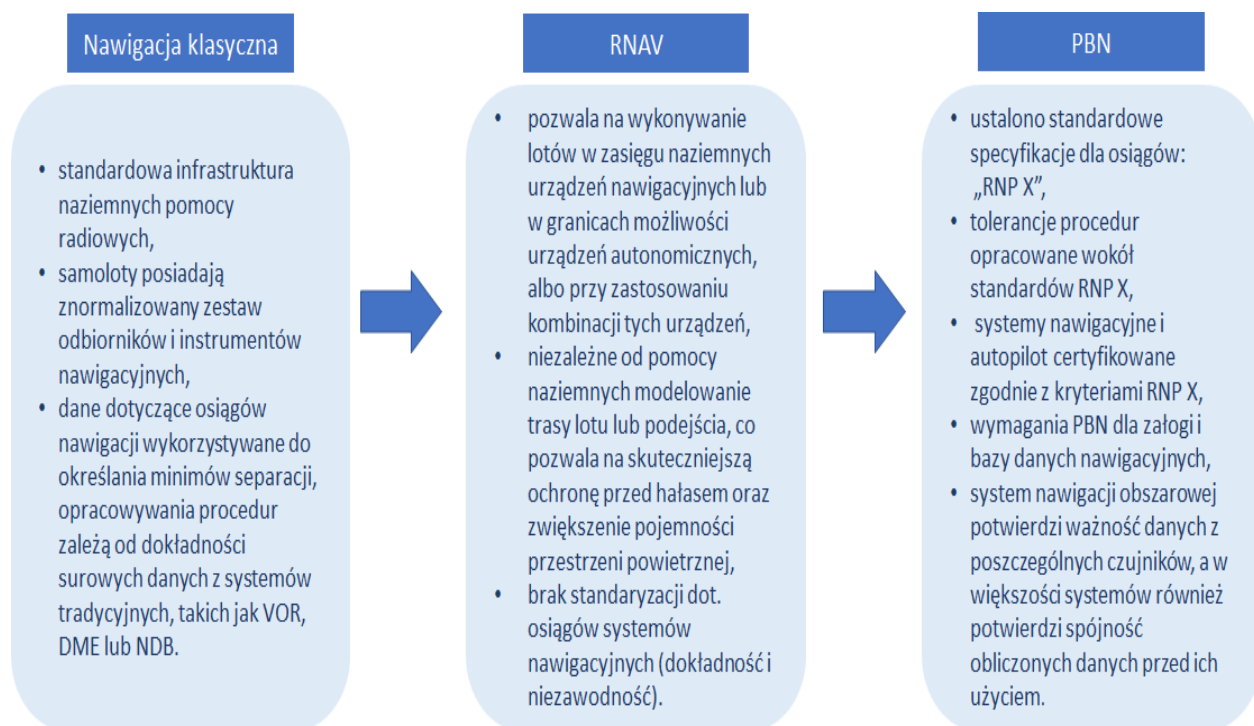 Nawigacja klasyczna
• standardowa infrastruktura
naziemnych pomocy
radiowych,
• samoloty posiadają
znormalizowany zestaw
odbiorników i instrumentów
nawigacyjnych,
• dane dotyczące osiągów
nawigacji wykorzystywane do
określania minimów separacji,
opracowywania procedur
zależą od dokładności
surowych danych z systemów
tradycyjnych, takich jak VOR,
DME lub NDB.
RNAV
• pozwala na wykonywanie
lotów w zasięgu naziemnych
urządzeń nawigacyjnych lub
w granicach możliwości
urządzeń autonomicznych,
albo przy zastosowaniu
kombinacji tych urządzeń,
• niezależne od pomocy
naziemnych modelowanie
trasy lotu lub podejścia, co
pozwala na skuteczniejszą
ochronę przed hałasem oraz
zwiększenie pojemności
przestrzeni powietrznej,
• brak standaryzacji dot.
osiągów systemów
nawigacyjnych (dokładność i
niezawodność).
PBN
• ustalono standardowe
specyfikacje dla osiągów:
„RNP X”,
• tolerancje procedur
opracowane wokół
standardów RNP X,
• systemy nawigacyjne i
autopilot certyfikowane
zgodnie z kryteriami RNP X,
• wymagania PBN dla załogi i
bazy danych nawigacyjnych,
• system nawigacji obszarowej
potwierdzi ważność danych z
poszczególnych czujników, a w
większości systemów również
potwierdzi spójność
obliczonych danych przed ich
użyciem.